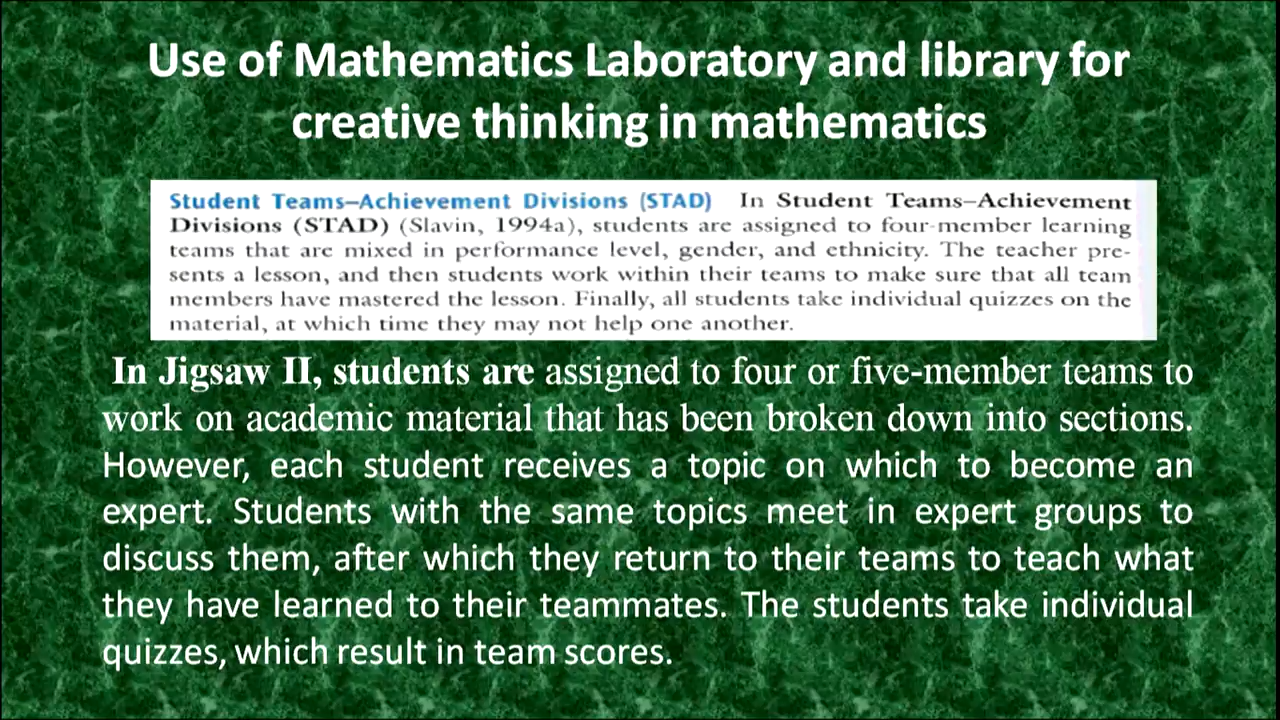 Use of Mathematics Laboratory and library for
creative thinking in mathematics
Student Teams–Achievement Divisions (STAD) In Student Teams–Achievement
Divisions (STAD) (Slavin, 1994a), students are assigned to four-member learning
teams that are mixed in performance level, gender, and ethnicity. The teacher pre-
sents a lesson, and then students work within their teams to make sure that all team
members have mastered the lesson. Finally, all students take individual quizzes on the
material, at which time they may not help one another.
In Jigsaw II, students are assigned to four or five-member teams to
work on academic material that has been broken down into sections.
However, each student receives a topic on which to become an
expert. Students with the same topics meet in expert groups to
discuss them, after which they return to their teams to teach what
they have learned to their teammates. The students take individual
quizzes, which result in team scores.